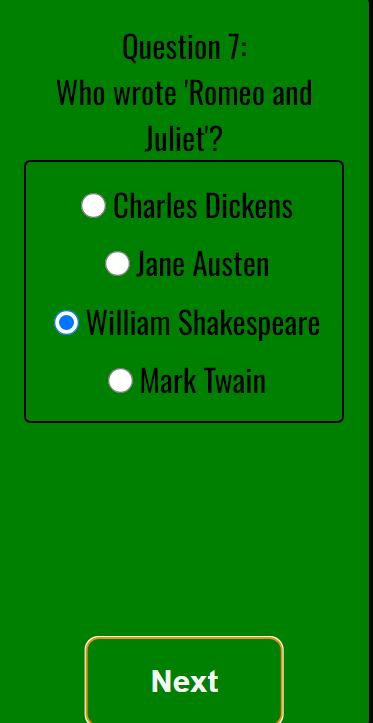 Question 7:
Who wrote 'Romeo and
Juliet'?
Charles Dickens
Jane Austen
William Shakespeare
Mark Twain
Next